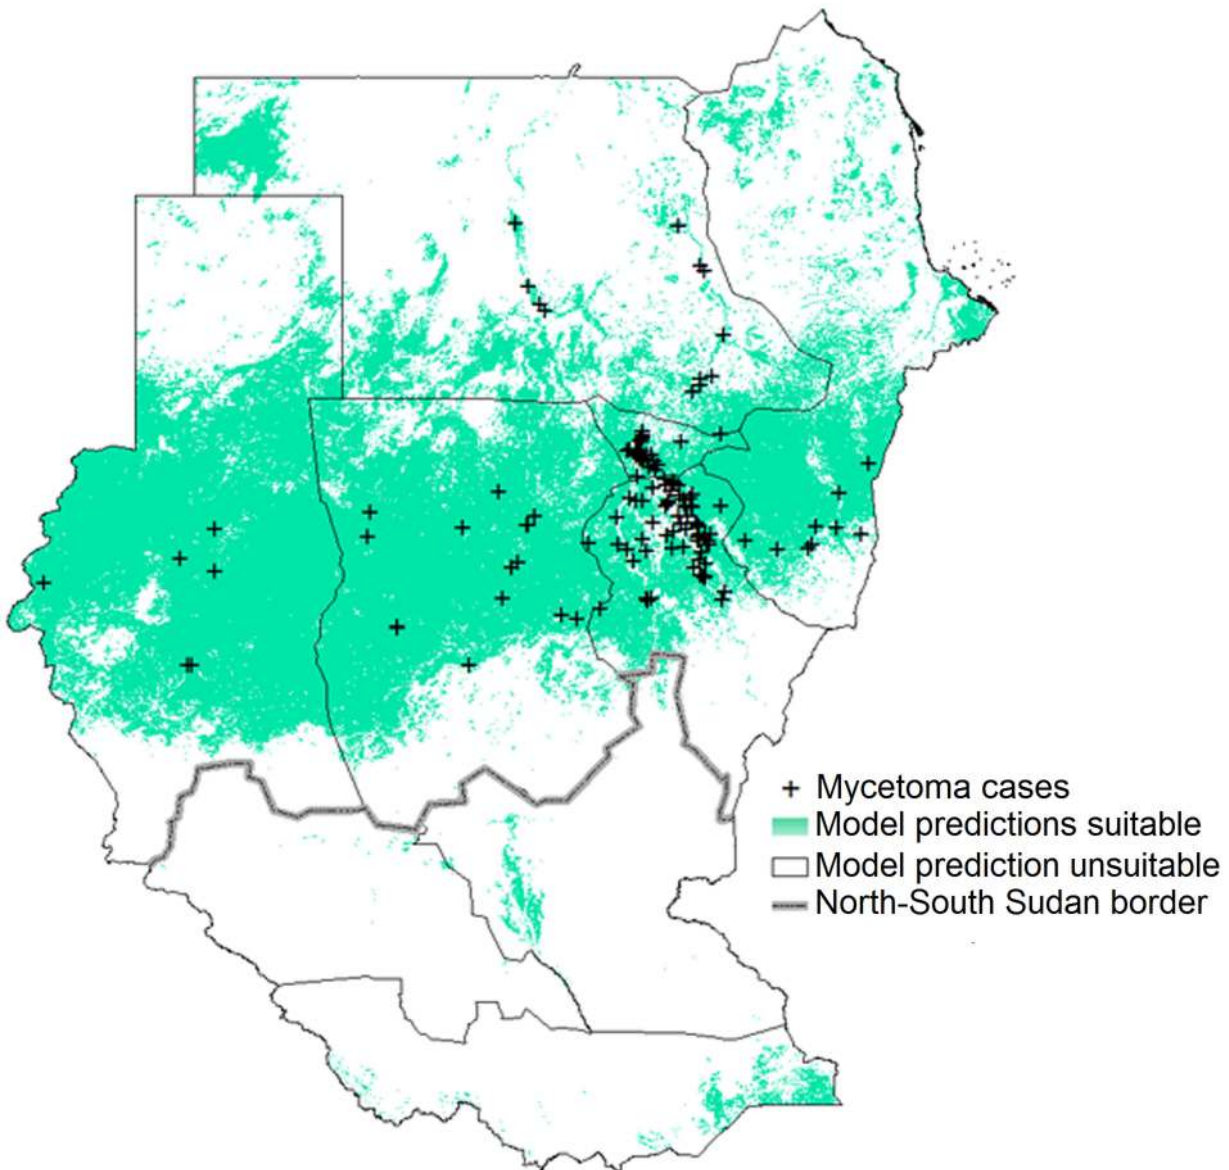 Mycetoma cases
Model predictions suitable
Model prediction unsuitable
North-South Sudan border